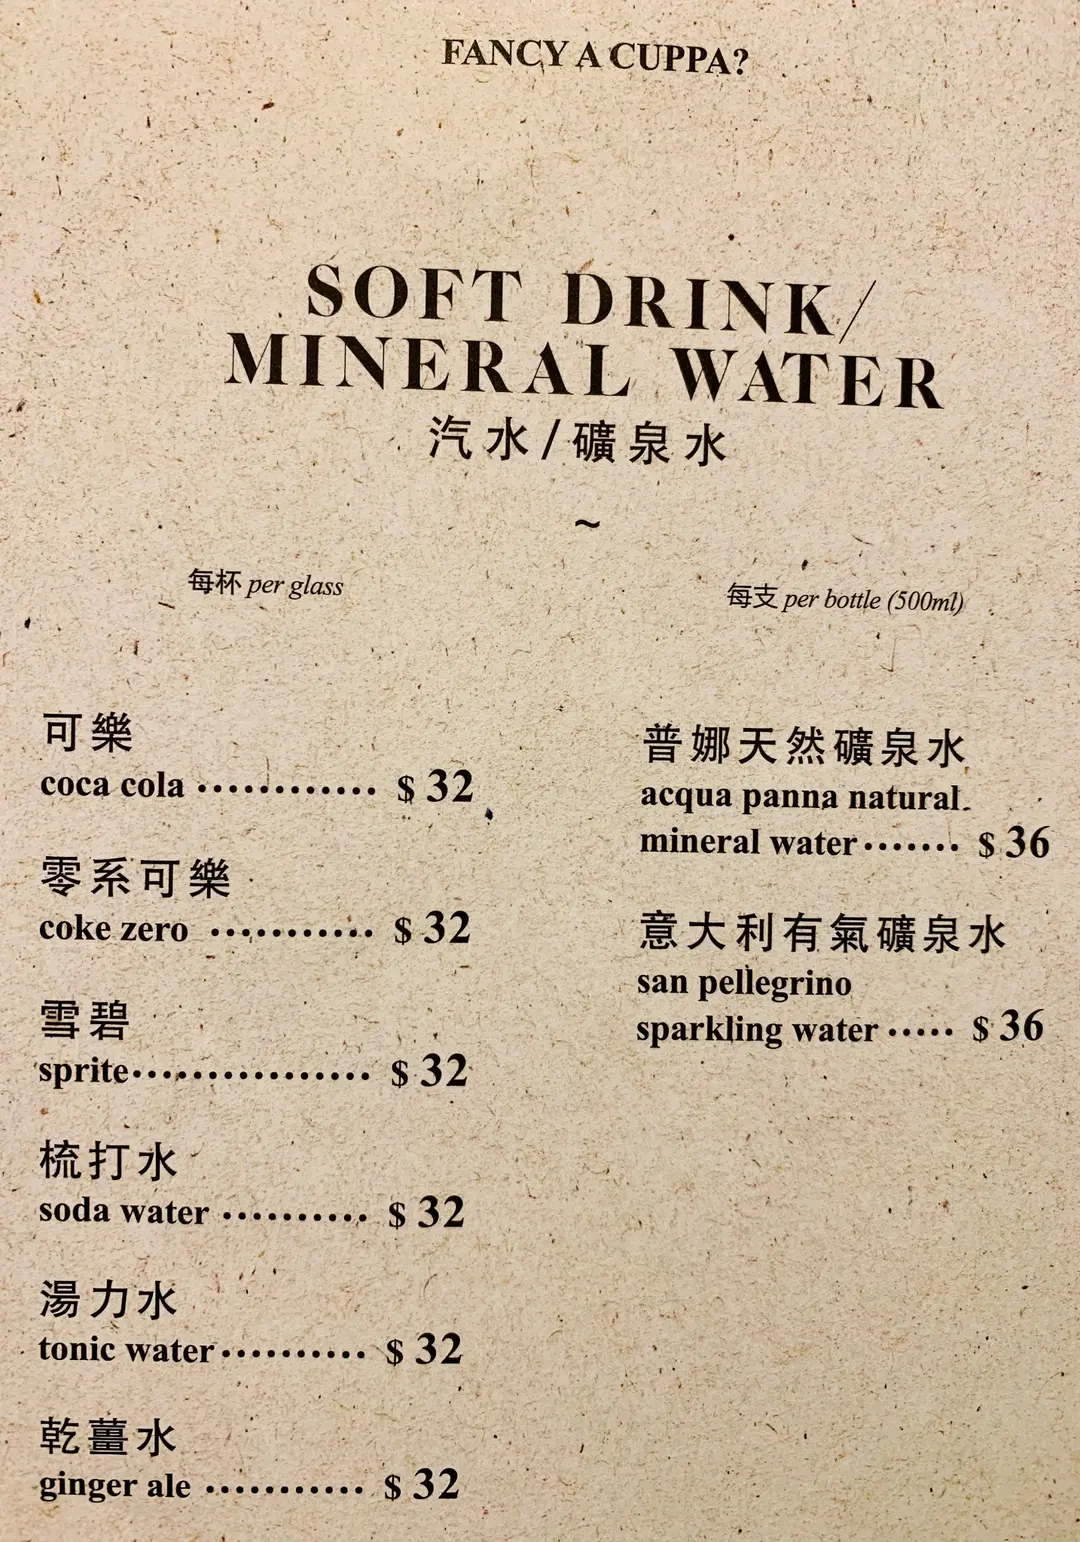 FANCY A CUPPA?
SOFT DRINK/
MINERAL WATER
汽水/礦泉水
~
每杯 per glass
可樂
coca cola ············ $ 32
零系可樂
coke zero ··········· $ 32
雪碧
sprite ················ $ 32
梳打水
soda water ·········· $ 32
湯力水
tonic water ·········· $ 32
乾薑水
ginger ale ··········· $ 32
每支 per bottle (500ml)
普娜天然礦泉水
acqua panna natural
mineral water ······· $ 36
意大利有氣礦泉水
san pellegrino
sparkling water ····· $ 36